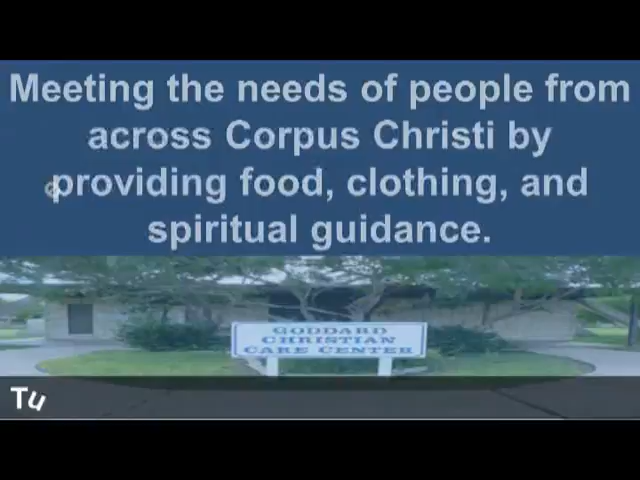 Meeting the needs of people from
across Corpus Christi by
providing food, clothing, and
spiritual guidance.
GODDARD
CHRISTIAN
CARE CENTER
Tu